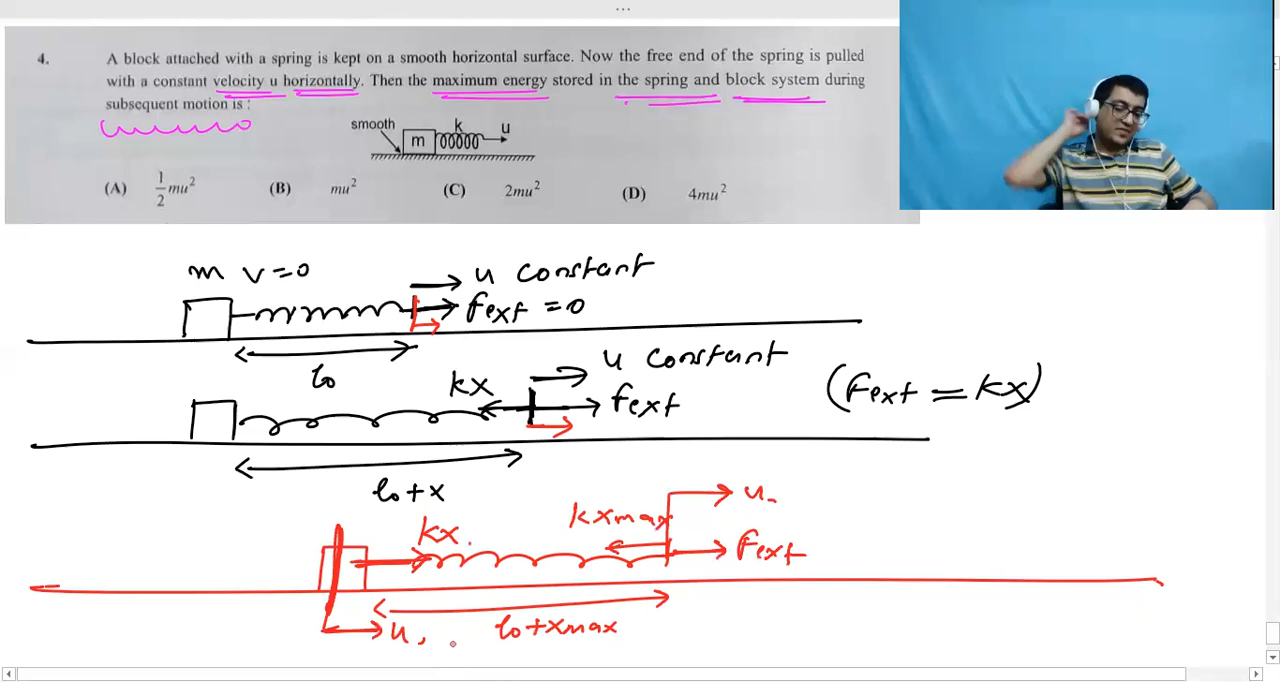 ...
4. A block attached with a spring is kept on a smooth horizontal surface. Now the free end of the spring is pulled
with a constant velocity u horizontally. Then the maximum energy stored in the spring and block system during
subsequent motion is :
smooth m k u
(A) 1/2 mu² (B) mu² (C) 2mu² (D) 4mu²
m v=0 u constant
Fext = 0
l₀
u constant
kx Fext (Fext = kx)
l₀+x
u
kxmax
kx Fext
u, l₀+xmax